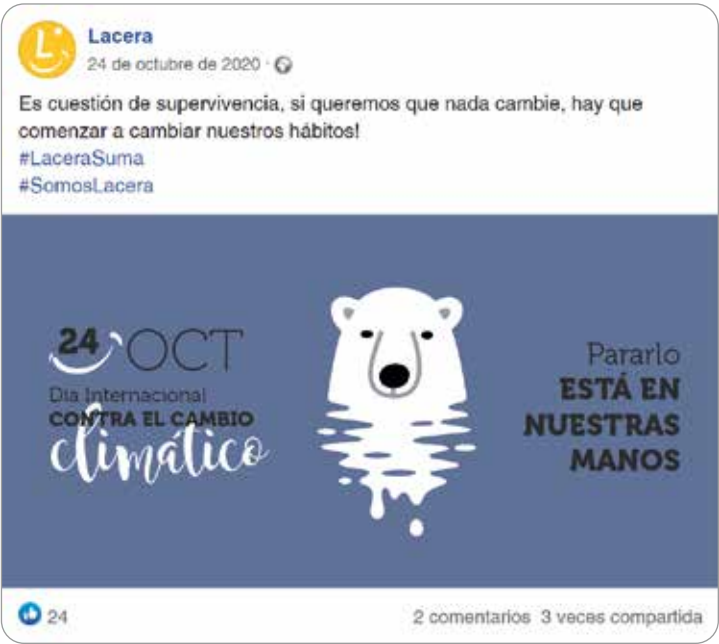 Lacera
24 de octubre de 2020 ·
Es cuestión de supervivencia, si queremos que nada cambie, hay que
comenzar a cambiar nuestros hábitos!
#LaceraSuma
#SomosLacera
24 OCT
Día Internacional
CONTRA EL CAMBIO
climático
Pararlo
ESTÁ EN
NUESTRAS
MANOS
24
2 comentarios 3 veces compartida